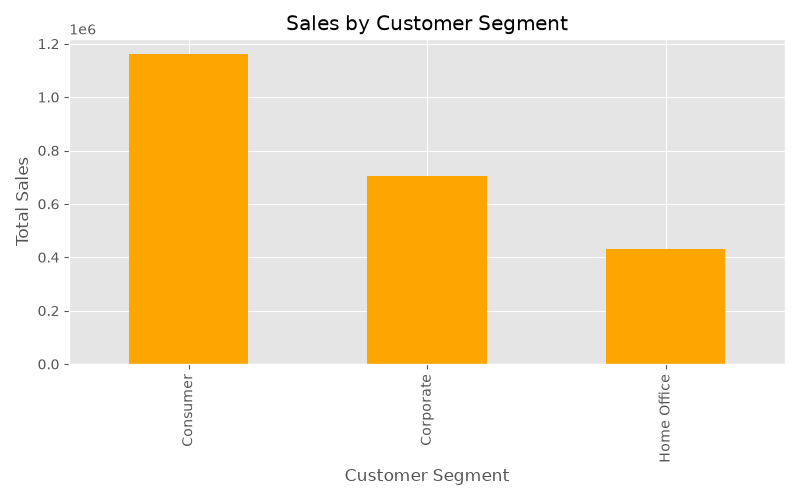 Sales by Customer Segment
1e6
1.2
1.0
0.8
0.6
0.4
0.2
0.0
Total Sales
Consumer
Corporate
Home Office
Customer Segment